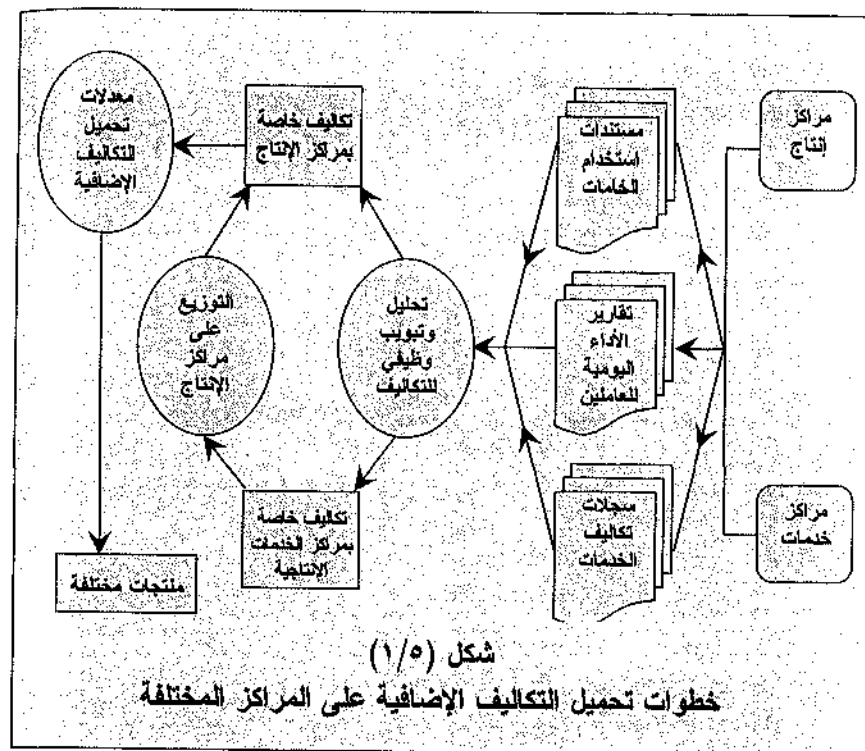 مراكز
إنتاج
مراكز
خدمات
مستندات
استخدام
الخامات
تقارير
الأداء
اليومية
للعاملين
سجلات
تكاليف
الخدمات
تحليل
وتبويب
وظيفي
للتكاليف
تكاليف خاصة
بمراكز الإنتاج
تكاليف خاصة
بمراكز الخدمات
الإنتاجية
التوزيع
على
مراكز
الإنتاج
معدلات
تحميل
للتكاليف
الإضافية
منتجات مختلفة
شكل (١/٥)
خطوات تحميل التكاليف الإضافية على المراكز المختلفة